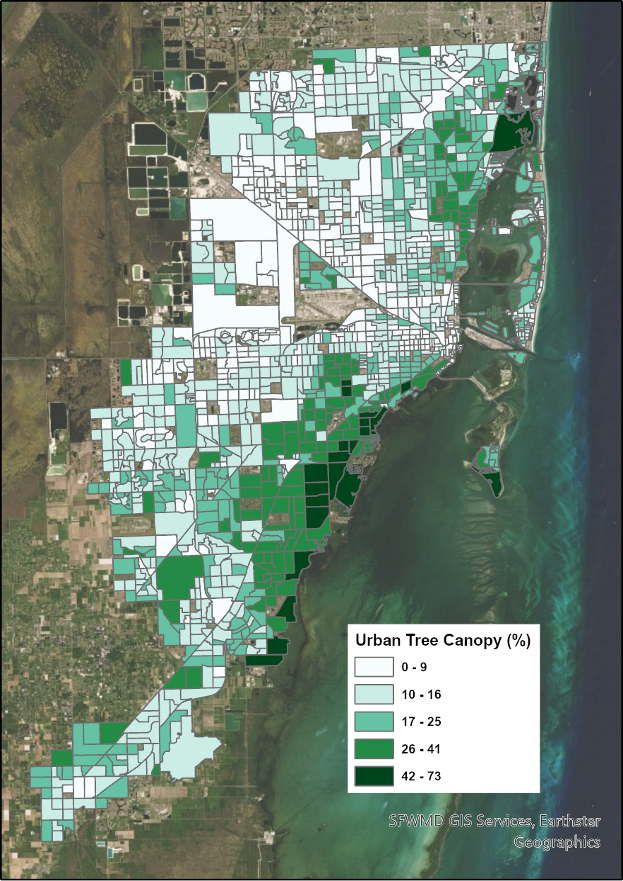 Urban Tree Canopy (%)
0 - 9
10 - 16
17 - 25
26 - 41
42 - 73
SFWMD GIS Services, Earthstar
Geographics